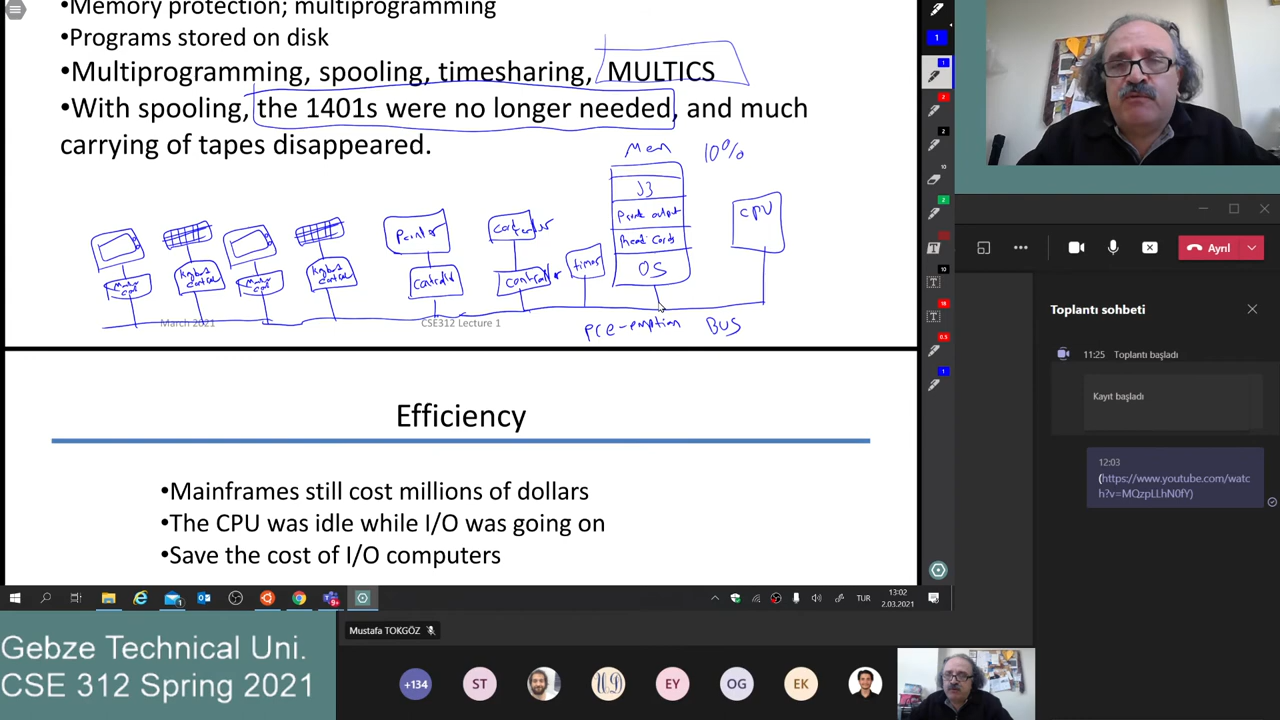 •Memory protection; multiprogramming
•Programs stored on disk
•Multiprogramming, spooling, timesharing, MULTICS
•With spooling, the 1401s were no longer needed, and much
carrying of tapes disappeared.
Mem 10%
J3
CPU
Printer
Read Cards
timer
OS
controller
March 2021
CSE312 Lecture 1
pre-emption BUS
Efficiency
•Mainframes still cost millions of dollars
•The CPU was idle while I/O was going on
•Save the cost of I/O computers
Ayrıl
Toplantı sohbeti
11:25 Toplantı başladı
Kayıt başladı
12:03
(https://www.youtube.com/watc
h?v=MQzpLLhN0fY)
TUR
13:02
2.03.2021
Mustafa TOKGÖZ
Gebze Technical Uni.
CSE 312 Spring 2021
+134
ST
EY
OG
EK